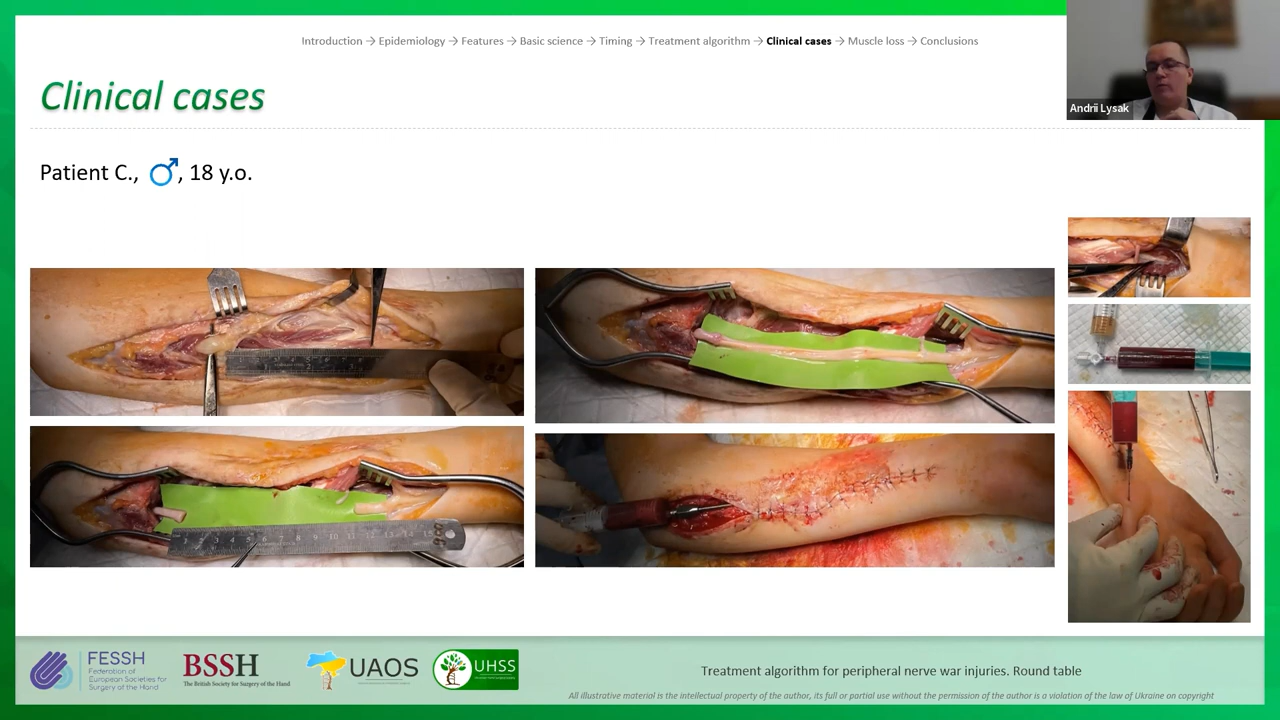 Introduction → Epidemiology → Features → Basic science → Timing → Treatment algorithm → Clinical cases → Muscle loss → Conclusions
Andrii Lysak
Clinical cases
Patient C., ♂, 18 y.o.
FESSH
Federation of
European Societies for
Surgery of the Hand
BSSH
The British Society for Surgery of the Hand
UAOS
UHSS
Treatment algorithm for peripheral nerve war injuries. Round table
All illustrative material is the intellectual property of the author, its full or partial use without the permission of the author is a violation of the law of Ukraine on copyright